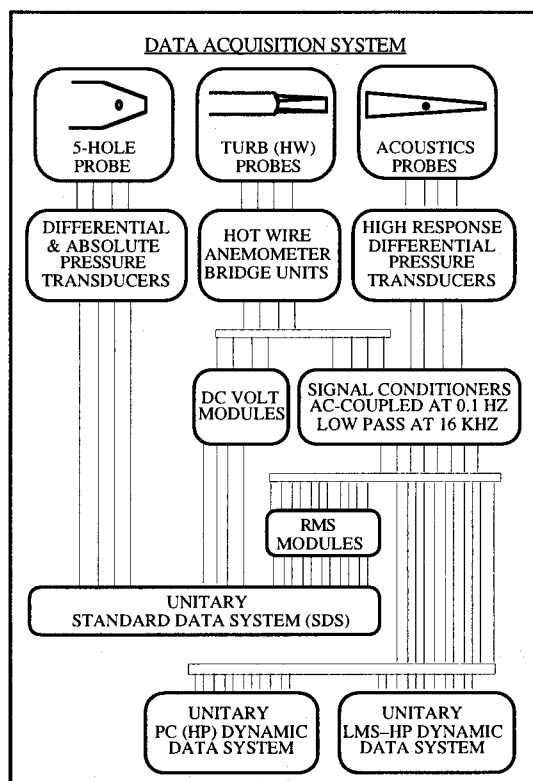 DATA ACQUISITION SYSTEM
5-HOLE
PROBE
TURB (HW)
PROBES
ACOUSTICS
PROBES
DIFFERENTIAL
& ABSOLUTE
PRESSURE
TRANSDUCERS
HOT WIRE
ANEMOMETER
BRIDGE UNITS
HIGH RESPONSE
DIFFERENTIAL
PRESSURE
TRANSDUCERS
DC VOLT
MODULES
SIGNAL CONDITIONERS
AC-COUPLED AT 0.1 HZ
LOW PASS AT 16 KHZ
RMS
MODULES
UNITARY
STANDARD DATA SYSTEM (SDS)
UNITARY
PC (HP) DYNAMIC
DATA SYSTEM
UNITARY
LMS–HP DYNAMIC
DATA SYSTEM